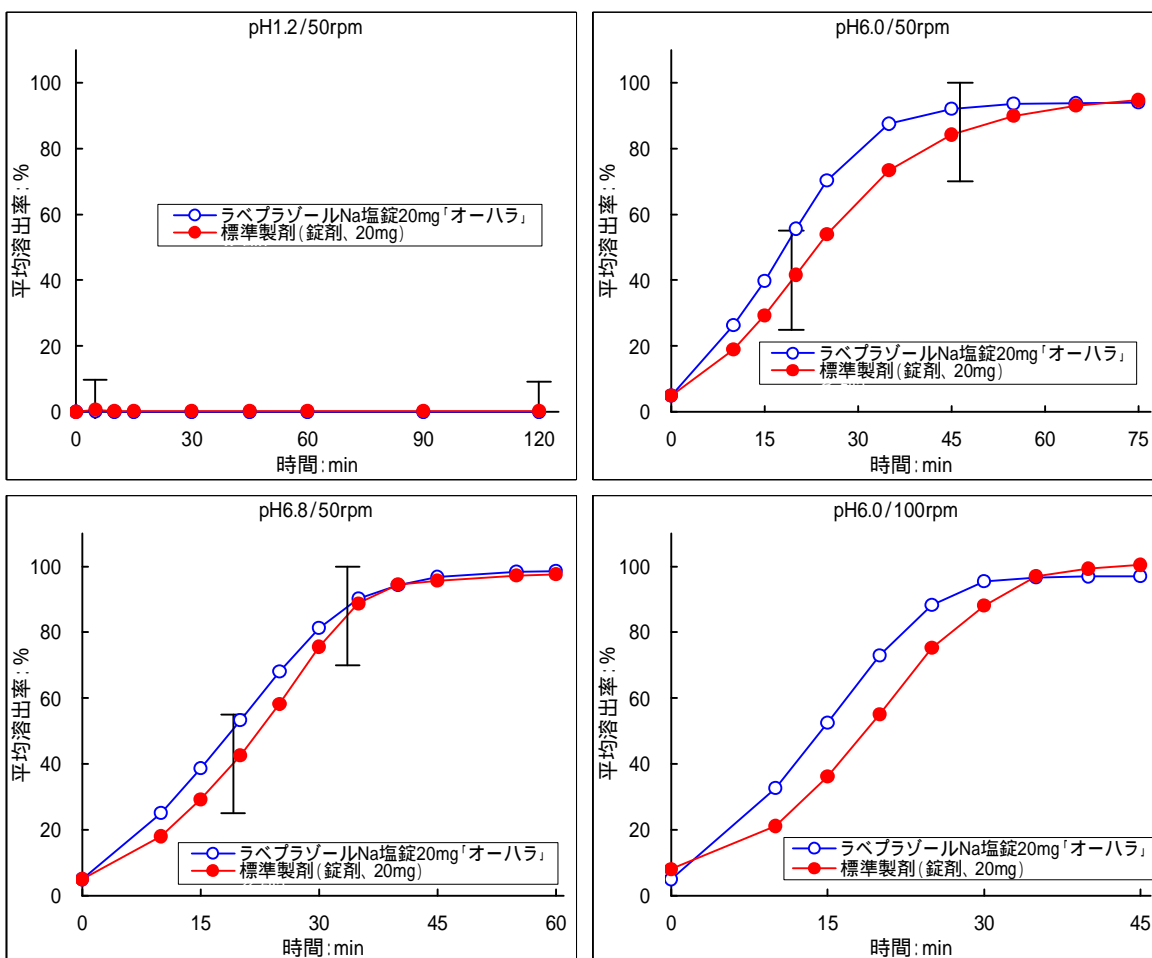 pH1.2/50rpm
平均溶出率:%
100
80
60
40
20
0
ラベプラゾールNa塩錠20mg「オーハラ」
標準製剤(錠剤、20mg)
0 30 60 90 120
時間:min
pH6.0/50rpm
平均溶出率:%
100
80
60
40
20
0
ラベプラゾールNa塩錠20mg「オーハラ」
標準製剤(錠剤、20mg)
0 15 30 45 60 75
時間:min
pH6.8/50rpm
平均溶出率:%
100
80
60
40
20
0
ラベプラゾールNa塩錠20mg「オーハラ」
標準製剤(錠剤、20mg)
0 15 30 45 60
時間:min
pH6.0/100rpm
平均溶出率:%
100
80
60
40
20
0
ラベプラゾールNa塩錠20mg「オーハラ」
標準製剤(錠剤、20mg)
0 15 30 45
時間:min